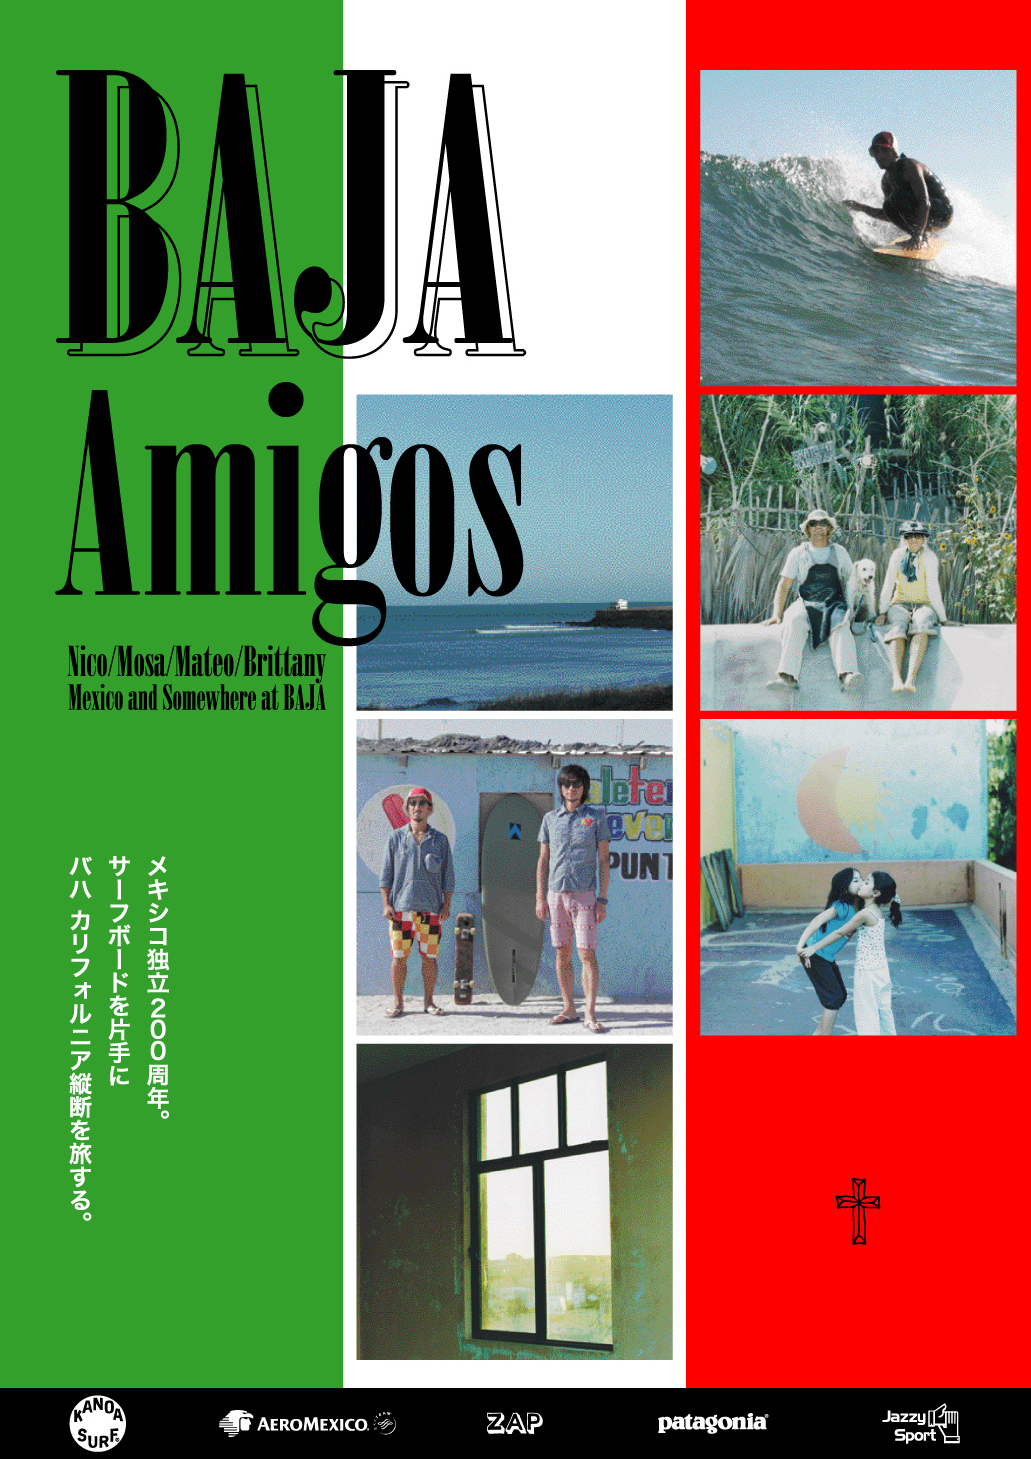 BAJA
Amigos
Nico/Mosa/Mateo/Brittany
Mexico and Somewhere at BAJA
メキシコ独立200周年。
サーフボードを片手に
バハ カリフォルニア縦断を旅する。
PUNT
KANOA
SURF
AEROMEXICO.
ZAP
patagonia®
Jazzy
Sport